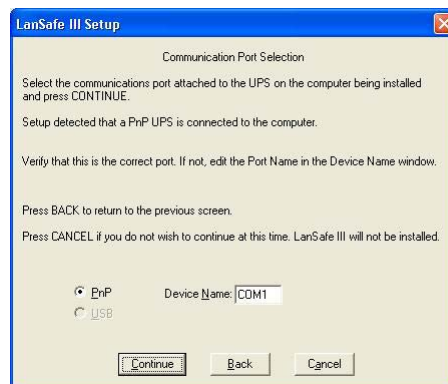 LanSafe III Setup
Communication Port Selection
Select the communications port attached to the UPS on the computer being installed
and press CONTINUE.
Setup detected that a PnP UPS is connected to the computer.
Verify that this is the correct port. If not, edit the Port Name in the Device Name window.
Press BACK to return to the previous screen.
Press CANCEL if you do not wish to continue at this time. LanSafe III will not be installed.
PnP Device Name: COM1
USB
Continue Back Cancel